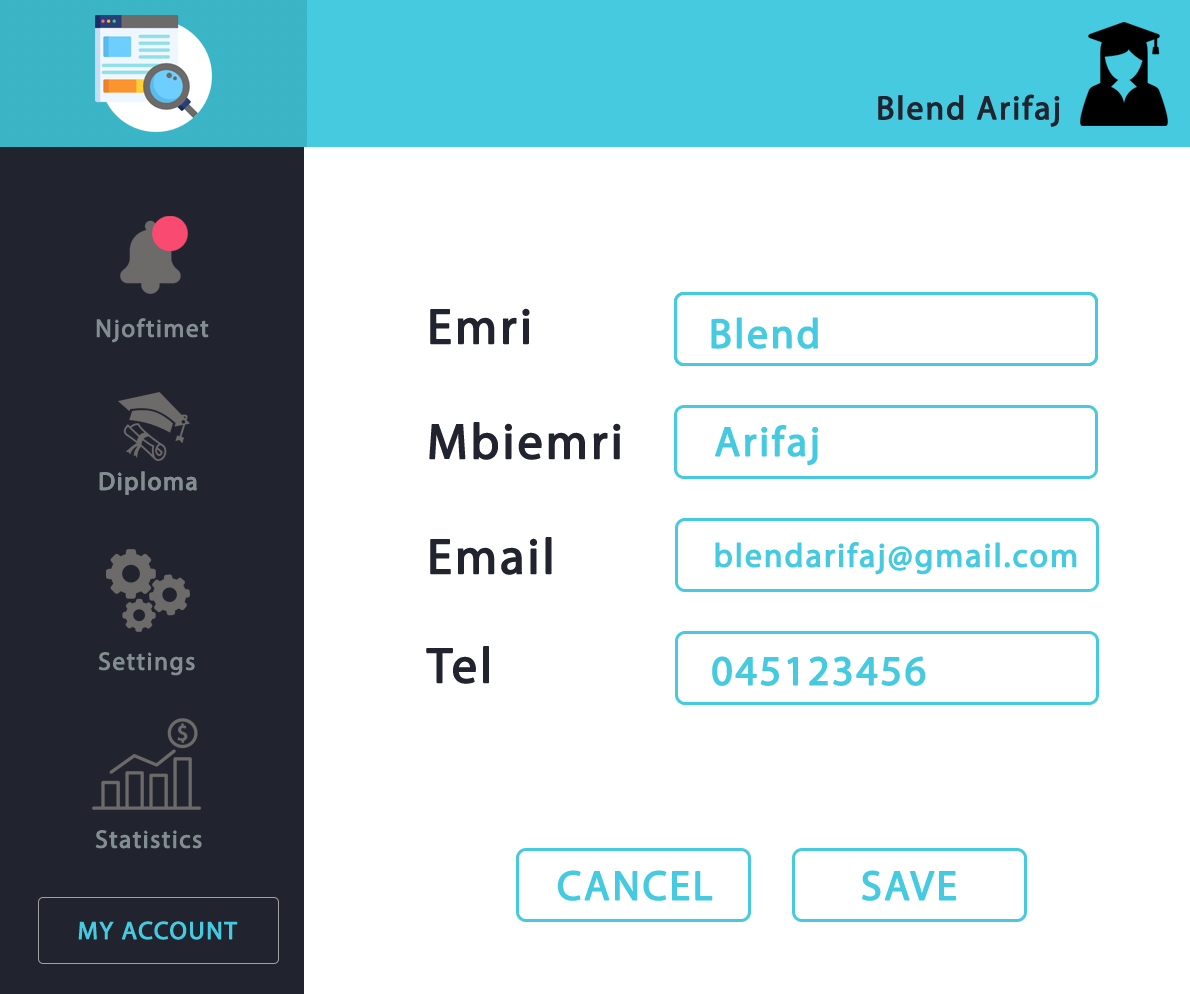 Blend Arifaj
Njoftimet
Diploma
Settings
$
Statistics
MY ACCOUNT
Emri
Blend
Mbiemri
Arifaj
Email
blendarifaj@gmail.com
Tel
045123456
CANCEL
SAVE